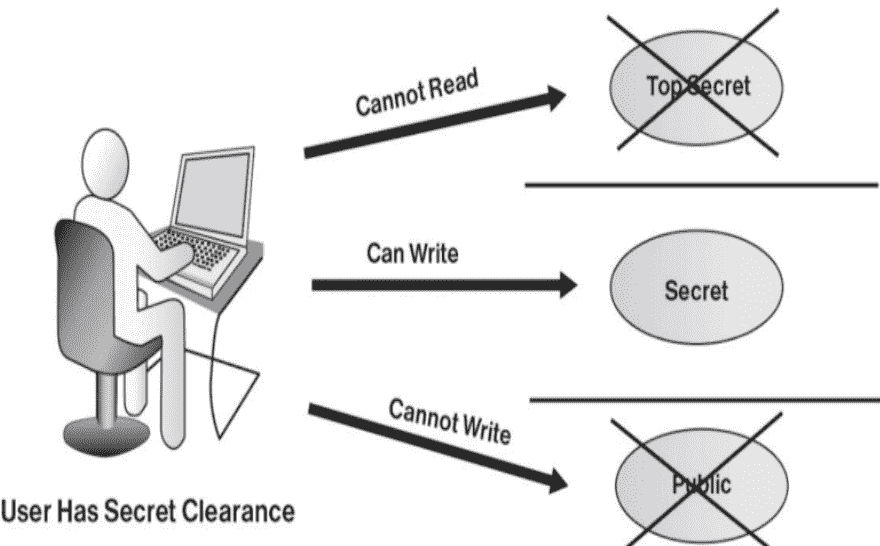 Cannot Read
Top Secret
Can Write
Secret
Cannot Write
Public
User Has Secret Clearance